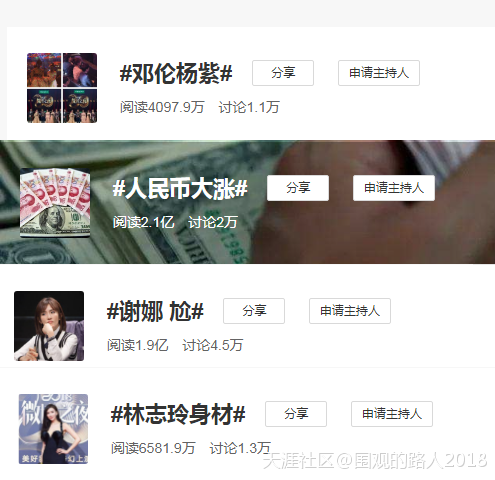 #邓伦杨紫# 分享 申请主持人
阅读4097.9万 讨论1.1万
#人民币大涨# 分享 申请主持人
阅读2.1亿 讨论2万
#谢娜 尬# 分享 申请主持人
阅读1.9亿 讨论4.5万
#林志玲身材# 分享 申请主持人
阅读6581.9万 讨论1.3万
天涯社区@围观的路人2018